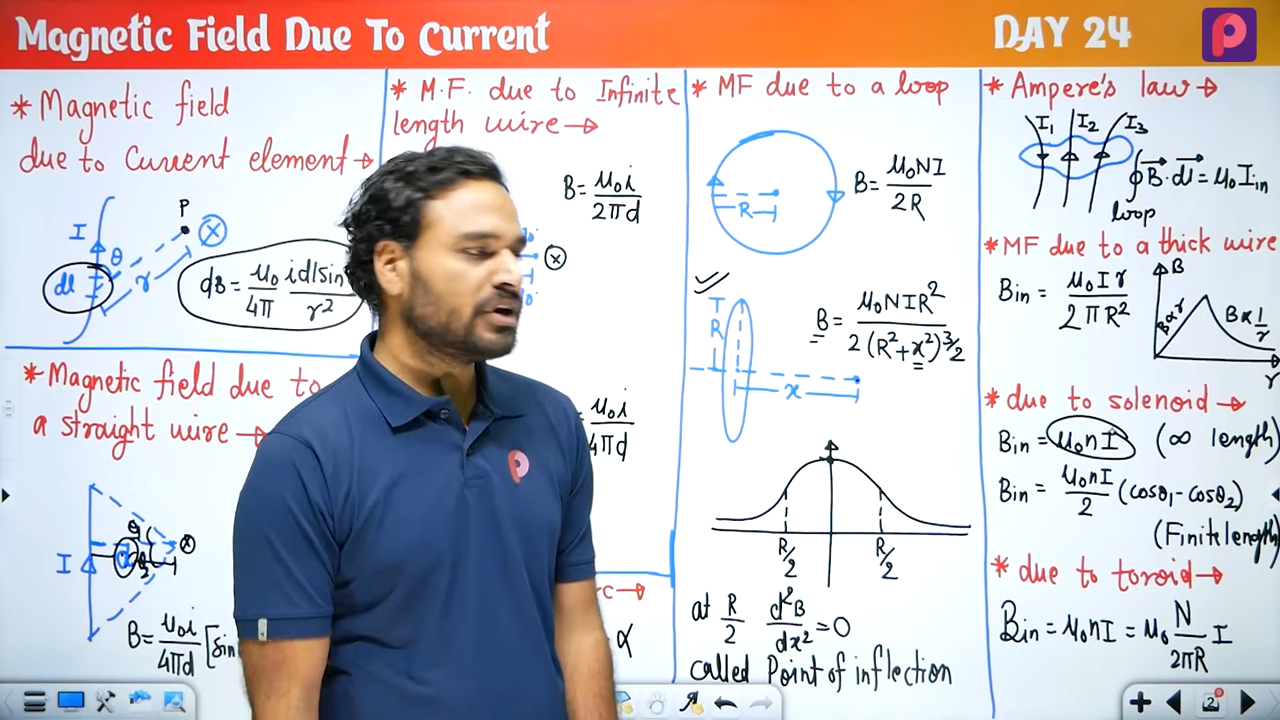 Magnetic Field Due To Current
DAY 24
* Magnetic field
due to Current element →
P
I
θ
dl
r
dB = μ₀/4π idlsin/r²
* Magnetic field due to
a straight wire →
I
B = μ₀i/4πd [sin
* M.F. due to Infinite
length wire →
B = μ₀i/2πd
μ₀i/4πd
α
* MF due to a loop
R
B = μ₀NI/2R
R
x
B = μ₀NIR²/2(R²+x²)^3/2
R/2
R/2
at R/2 d²B/dx² = 0
called Point of inflection
* Ampere's law →
I₁ I₂ I₃
∮B⃗·dl⃗ = μ₀Iin
loop
* MF due to a thick wire
Bin = μ₀Ir/2πR²
B
B∝r
B∝1/r
r
* due to solenoid →
Bin = μ₀nI (∞ length)
Bin = μ₀nI/2 (cosθ₁-cosθ₂)
(Finite length)
* due to toroid →
Bin = μ₀nI = μ₀ N/2πR I
2